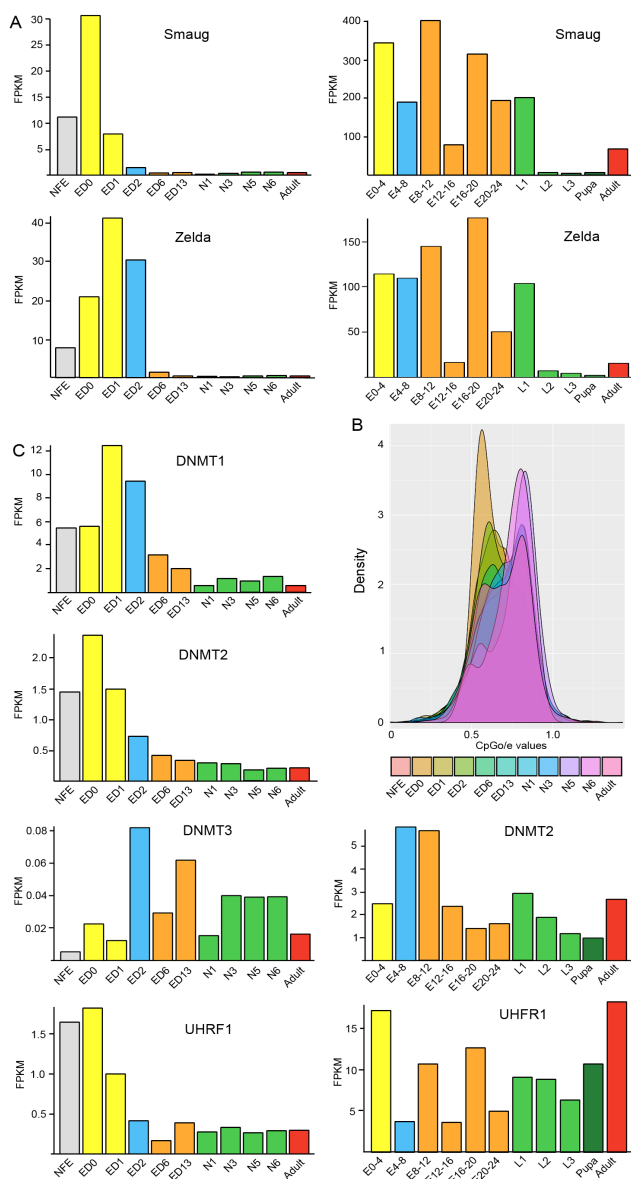 A
Smaug
FPKM
30
25
20
15
10
5
NFE ED0 ED1 ED2 ED6 ED13 N1 N3 N5 N6 Adult
Smaug
FPKM
400
300
200
100
E0-4 E4-8 E8-12 E12-16 E16-20 E20-24 L1 L2 L3 Pupa Adult
Zelda
FPKM
40
30
20
10
NFE ED0 ED1 ED2 ED6 ED13 N1 N3 N5 N6 Adult
Zelda
FPKM
150
100
50
E0-4 E4-8 E8-12 E12-16 E16-20 E20-24 L1 L2 L3 Pupa Adult
B
Density
4
3
2
1
0
0 0.5 1.0
CpGo/e values
NFE ED0 ED1 ED2 ED6 ED13 N1 N3 N5 N6 Adult
C
DNMT1
FPKM
12
10
8
6
4
2
NFE ED0 ED1 ED2 ED6 ED13 N1 N3 N5 N6 Adult
DNMT2
FPKM
2.0
1.5
1.0
0.5
NFE ED0 ED1 ED2 ED6 ED13 N1 N3 N5 N6 Adult
DNMT3
FPKM
0.08
0.06
0.04
0.02
NFE ED0 ED1 ED2 ED6 ED13 N1 N3 N5 N6 Adult
DNMT2
FPKM
5
4
3
2
1
E0-4 E4-8 E8-12 E12-16 E16-20 E20-24 L1 L2 L3 Pupa Adult
UHRF1
FPKM
1.5
1.0
0.5
NFE ED0 ED1 ED2 ED6 ED13 N1 N3 N5 N6 Adult
UHFR1
FPKM
15
10
5
E0-4 E4-8 E8-12 E12-16 E16-20 E20-24 L1 L2 L3 Pupa Adult